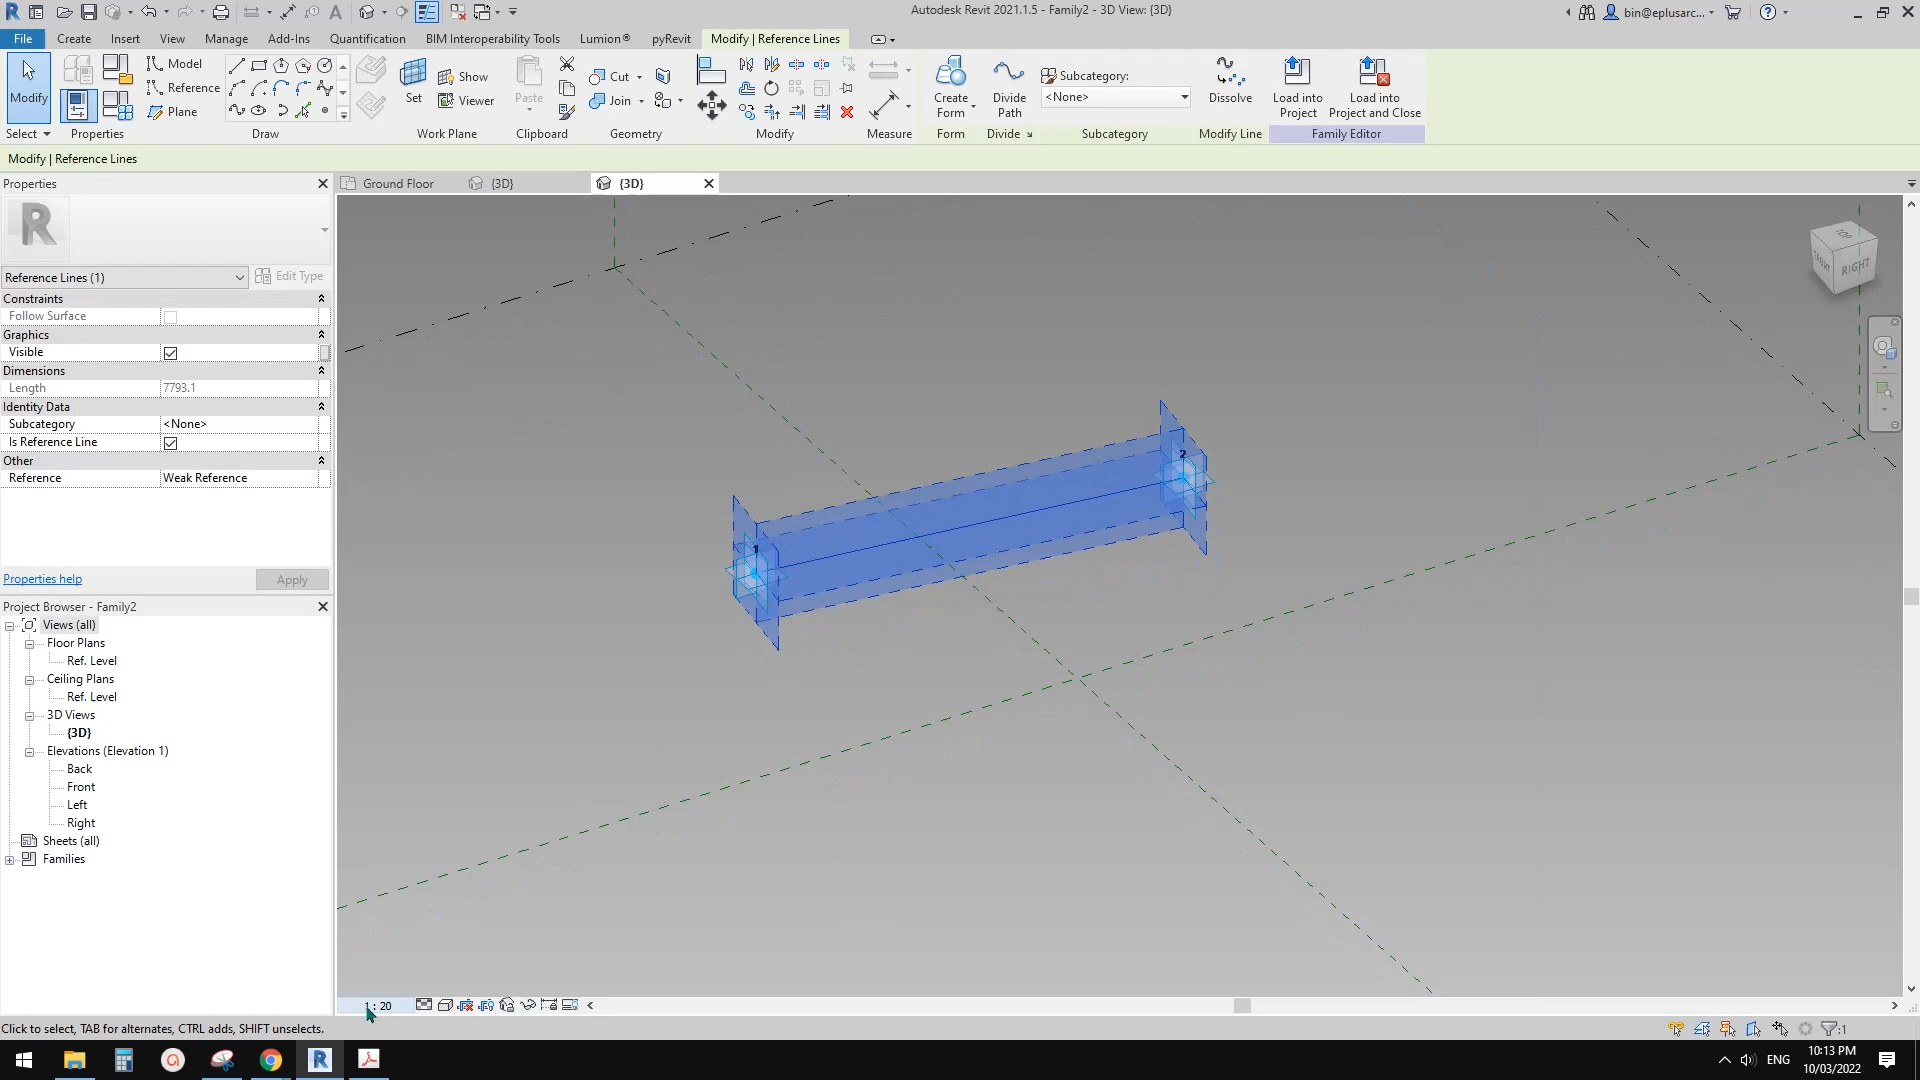 Autodesk Revit 2021.1.5 - Family2 - 3D View: {3D}
bin@eplusarc...
File Create Insert View Manage Add-Ins Quantification BIM Interoperability Tools Lumion® pyRevit Modify | Reference Lines
Modify
Model
Reference
Plane
Set
Show
Viewer
Paste
Cut
Join
Create Form
Divide Path
Subcategory:
<None>
Dissolve
Load into Project
Load into Project and Close
Select Properties Draw Work Plane Clipboard Geometry Modify Measure Form Divide Subcategory Modify Line Family Editor
Modify | Reference Lines
Properties
Ground Floor {3D} {3D}
R
Reference Lines (1) Edit Type
Constraints
Follow Surface
Graphics
Visible
Dimensions
Length 7793.1
Identity Data
Subcategory <None>
Is Reference Line
Other
Reference Weak Reference
Properties help Apply
Project Browser - Family2
Views (all)
Floor Plans
Ref. Level
Ceiling Plans
Ref. Level
3D Views
{3D}
Elevations (Elevation 1)
Back
Front
Left
Right
Sheets (all)
Families
TOP
FRONT
RIGHT
2
1
1 : 20
Click to select, TAB for alternates, CTRL adds, SHIFT unselects.
:1
ENG
10:13 PM
10/03/2022